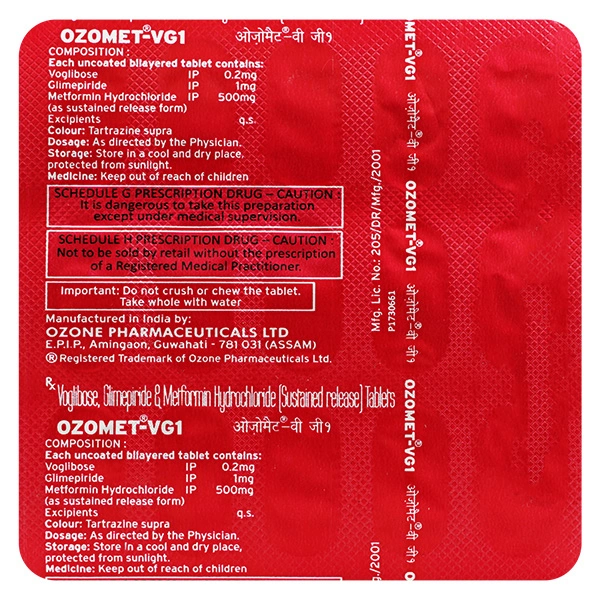 OZOMET®-VG1 ओज़ोमैट®-वी जी१
COMPOSITION :
Each uncoated bilayered tablet contains:
Voglibose IP 0.2mg
Glimepiride IP 1mg
Metformin Hydrochloride IP 500mg
(as sustained release form)
Excipients q.s.
Colour: Tartrazine supra
Dosage: As directed by the Physician.
Storage: Store in a cool and dry place,
protected from sunlight.
Medicine: Keep out of reach of children
SCHEDULE G PRESCRIPTION DRUG – CAUTION :
It is dangerous to take this preparation
except under medical supervision.
SCHEDULE H PRESCRIPTION DRUG – CAUTION :
Not to be sold by retail without the prescription
of a Registered Medical Practitioner.
Important: Do not crush or chew the tablet.
Take whole with water
Manufactured in India by:
OZONE PHARMACEUTICALS LTD
E.P.I.P., Amingaon, Guwahati - 781 031 (ASSAM)
® Registered Trademark of Ozone Pharmaceuticals Ltd.
Rx Voglibose, Glimepiride & Metformin Hydrochloride (Sustained release) Tablets
OZOMET®-VG1 ओज़ोमैट®-वी जी१
COMPOSITION :
Each uncoated bilayered tablet contains:
Voglibose IP 0.2mg
Glimepiride IP 1mg
Metformin Hydrochloride IP 500mg
(as sustained release form)
Excipients q.s.
Colour: Tartrazine supra
Dosage: As directed by the Physician.
Storage: Store in a cool and dry place,
protected from sunlight.
Medicine: Keep out of reach of children
Mfg. Lic. No.: 205/DR/Mfg./2001
P1730661
g./2001
OMET®-VG1 ओज़ोमैट®-वी जी१
OZOMET®-VG1 ओज़ोमैट®-वी जी१
OZOMET®-VG1 ओज़ोमैट®-वी जी१